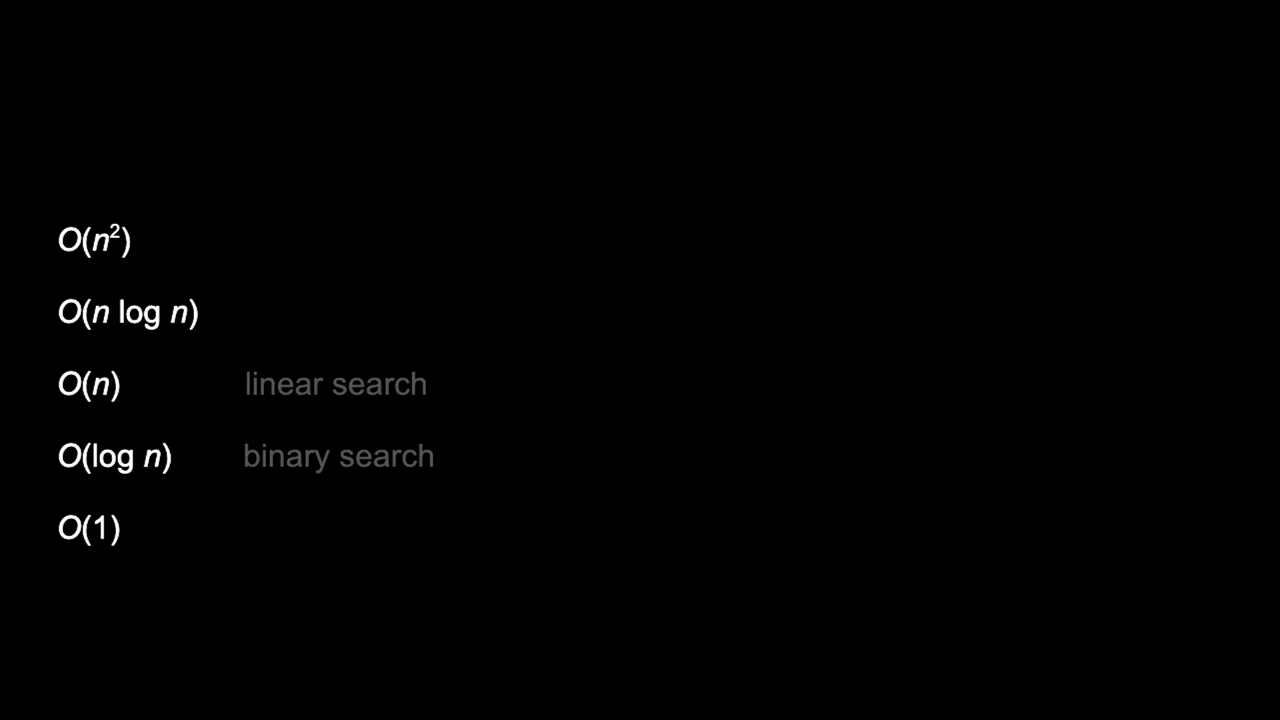 O(n²)
O(n log n)
O(n) linear search
O(log n) binary search
O(1)